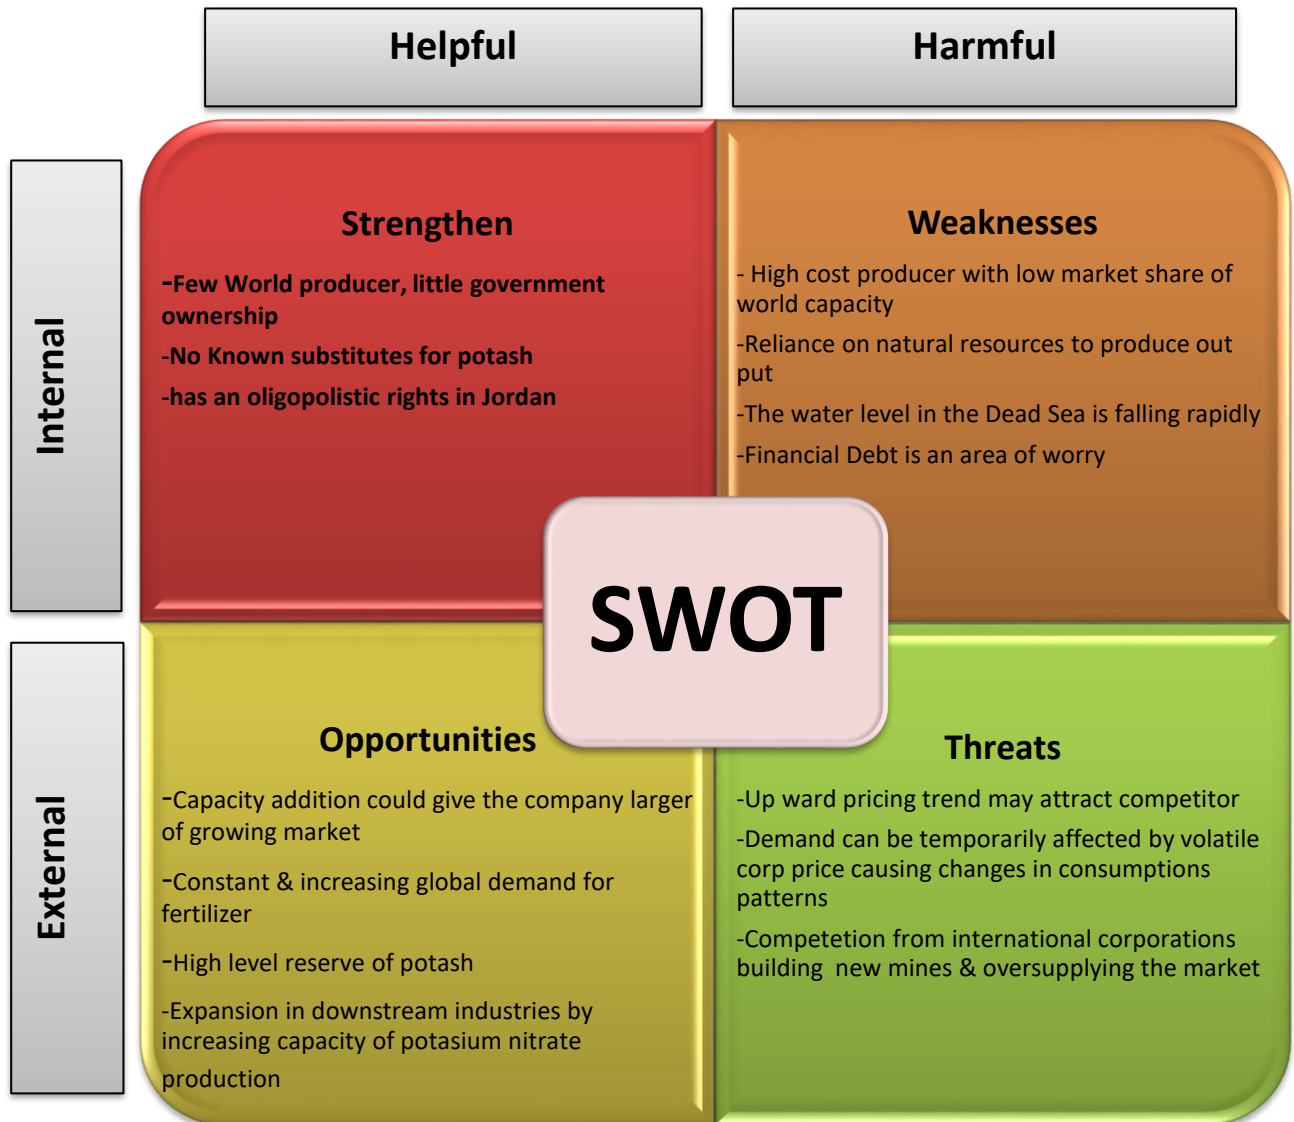 Helpful
Harmful
Internal
Strengthen
-Few World producer, little government
ownership
-No Known substitutes for potash
-has an oligopolistic rights in Jordan
Weaknesses
- High cost producer with low market share of
world capacity
-Reliance on natural resources to produce out
put
-The water level in the Dead Sea is falling rapidly
-Financial Debt is an area of worry
SWOT
External
Opportunities
-Capacity addition could give the company larger
of growing market
-Constant & increasing global demand for
fertilizer
-High level reserve of potash
-Expansion in downstream industries by
increasing capacity of potasium nitrate
production
Threats
-Up ward pricing trend may attract competitor
-Demand can be temporarily affected by volatile
corp price causing changes in consumptions
patterns
-Competetion from international corporations
building new mines & oversupplying the market